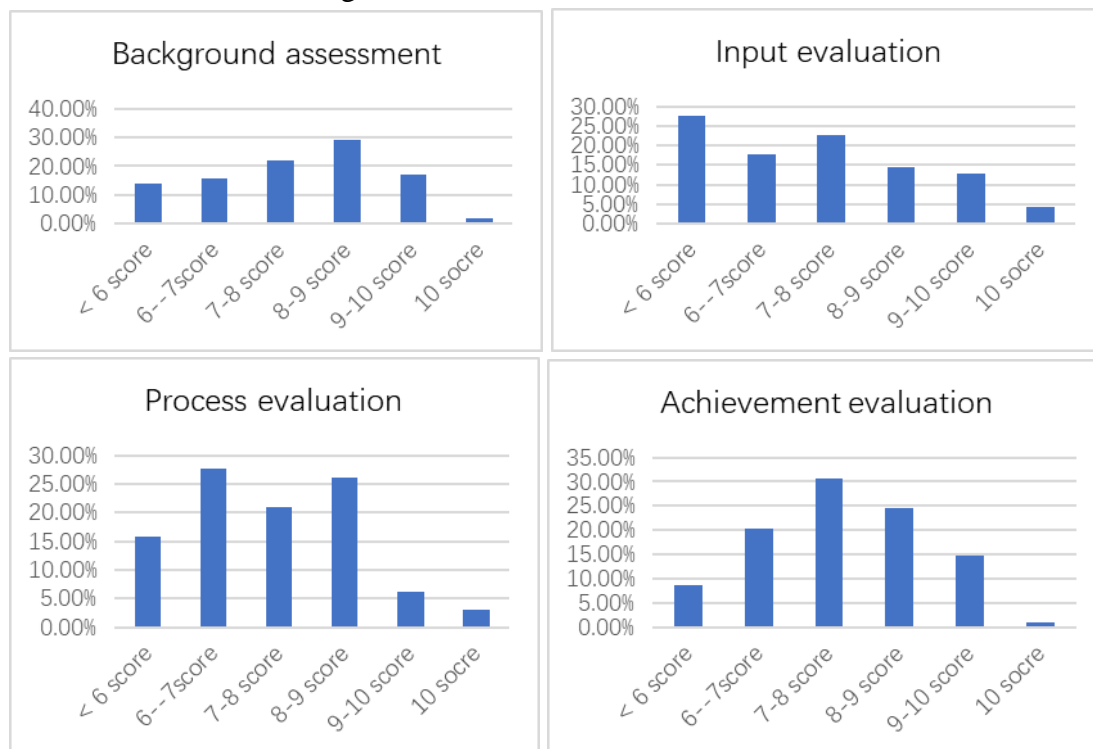 Background assessment
40.00%
30.00%
20.00%
10.00%
0.00%
< 6 score
6--7score
7-8 score
8-9 score
9-10 score
10 socre
Input evaluation
30.00%
25.00%
20.00%
15.00%
10.00%
5.00%
0.00%
< 6 score
6--7score
7-8 score
8-9 score
9-10 score
10 socre
Process evaluation
30.00%
25.00%
20.00%
15.00%
10.00%
5.00%
0.00%
< 6 score
6--7score
7-8 score
8-9 score
9-10 score
10 socre
Achievement evaluation
35.00%
30.00%
25.00%
20.00%
15.00%
10.00%
5.00%
0.00%
< 6 score
6--7score
7-8 score
8-9 score
9-10 score
10 socre